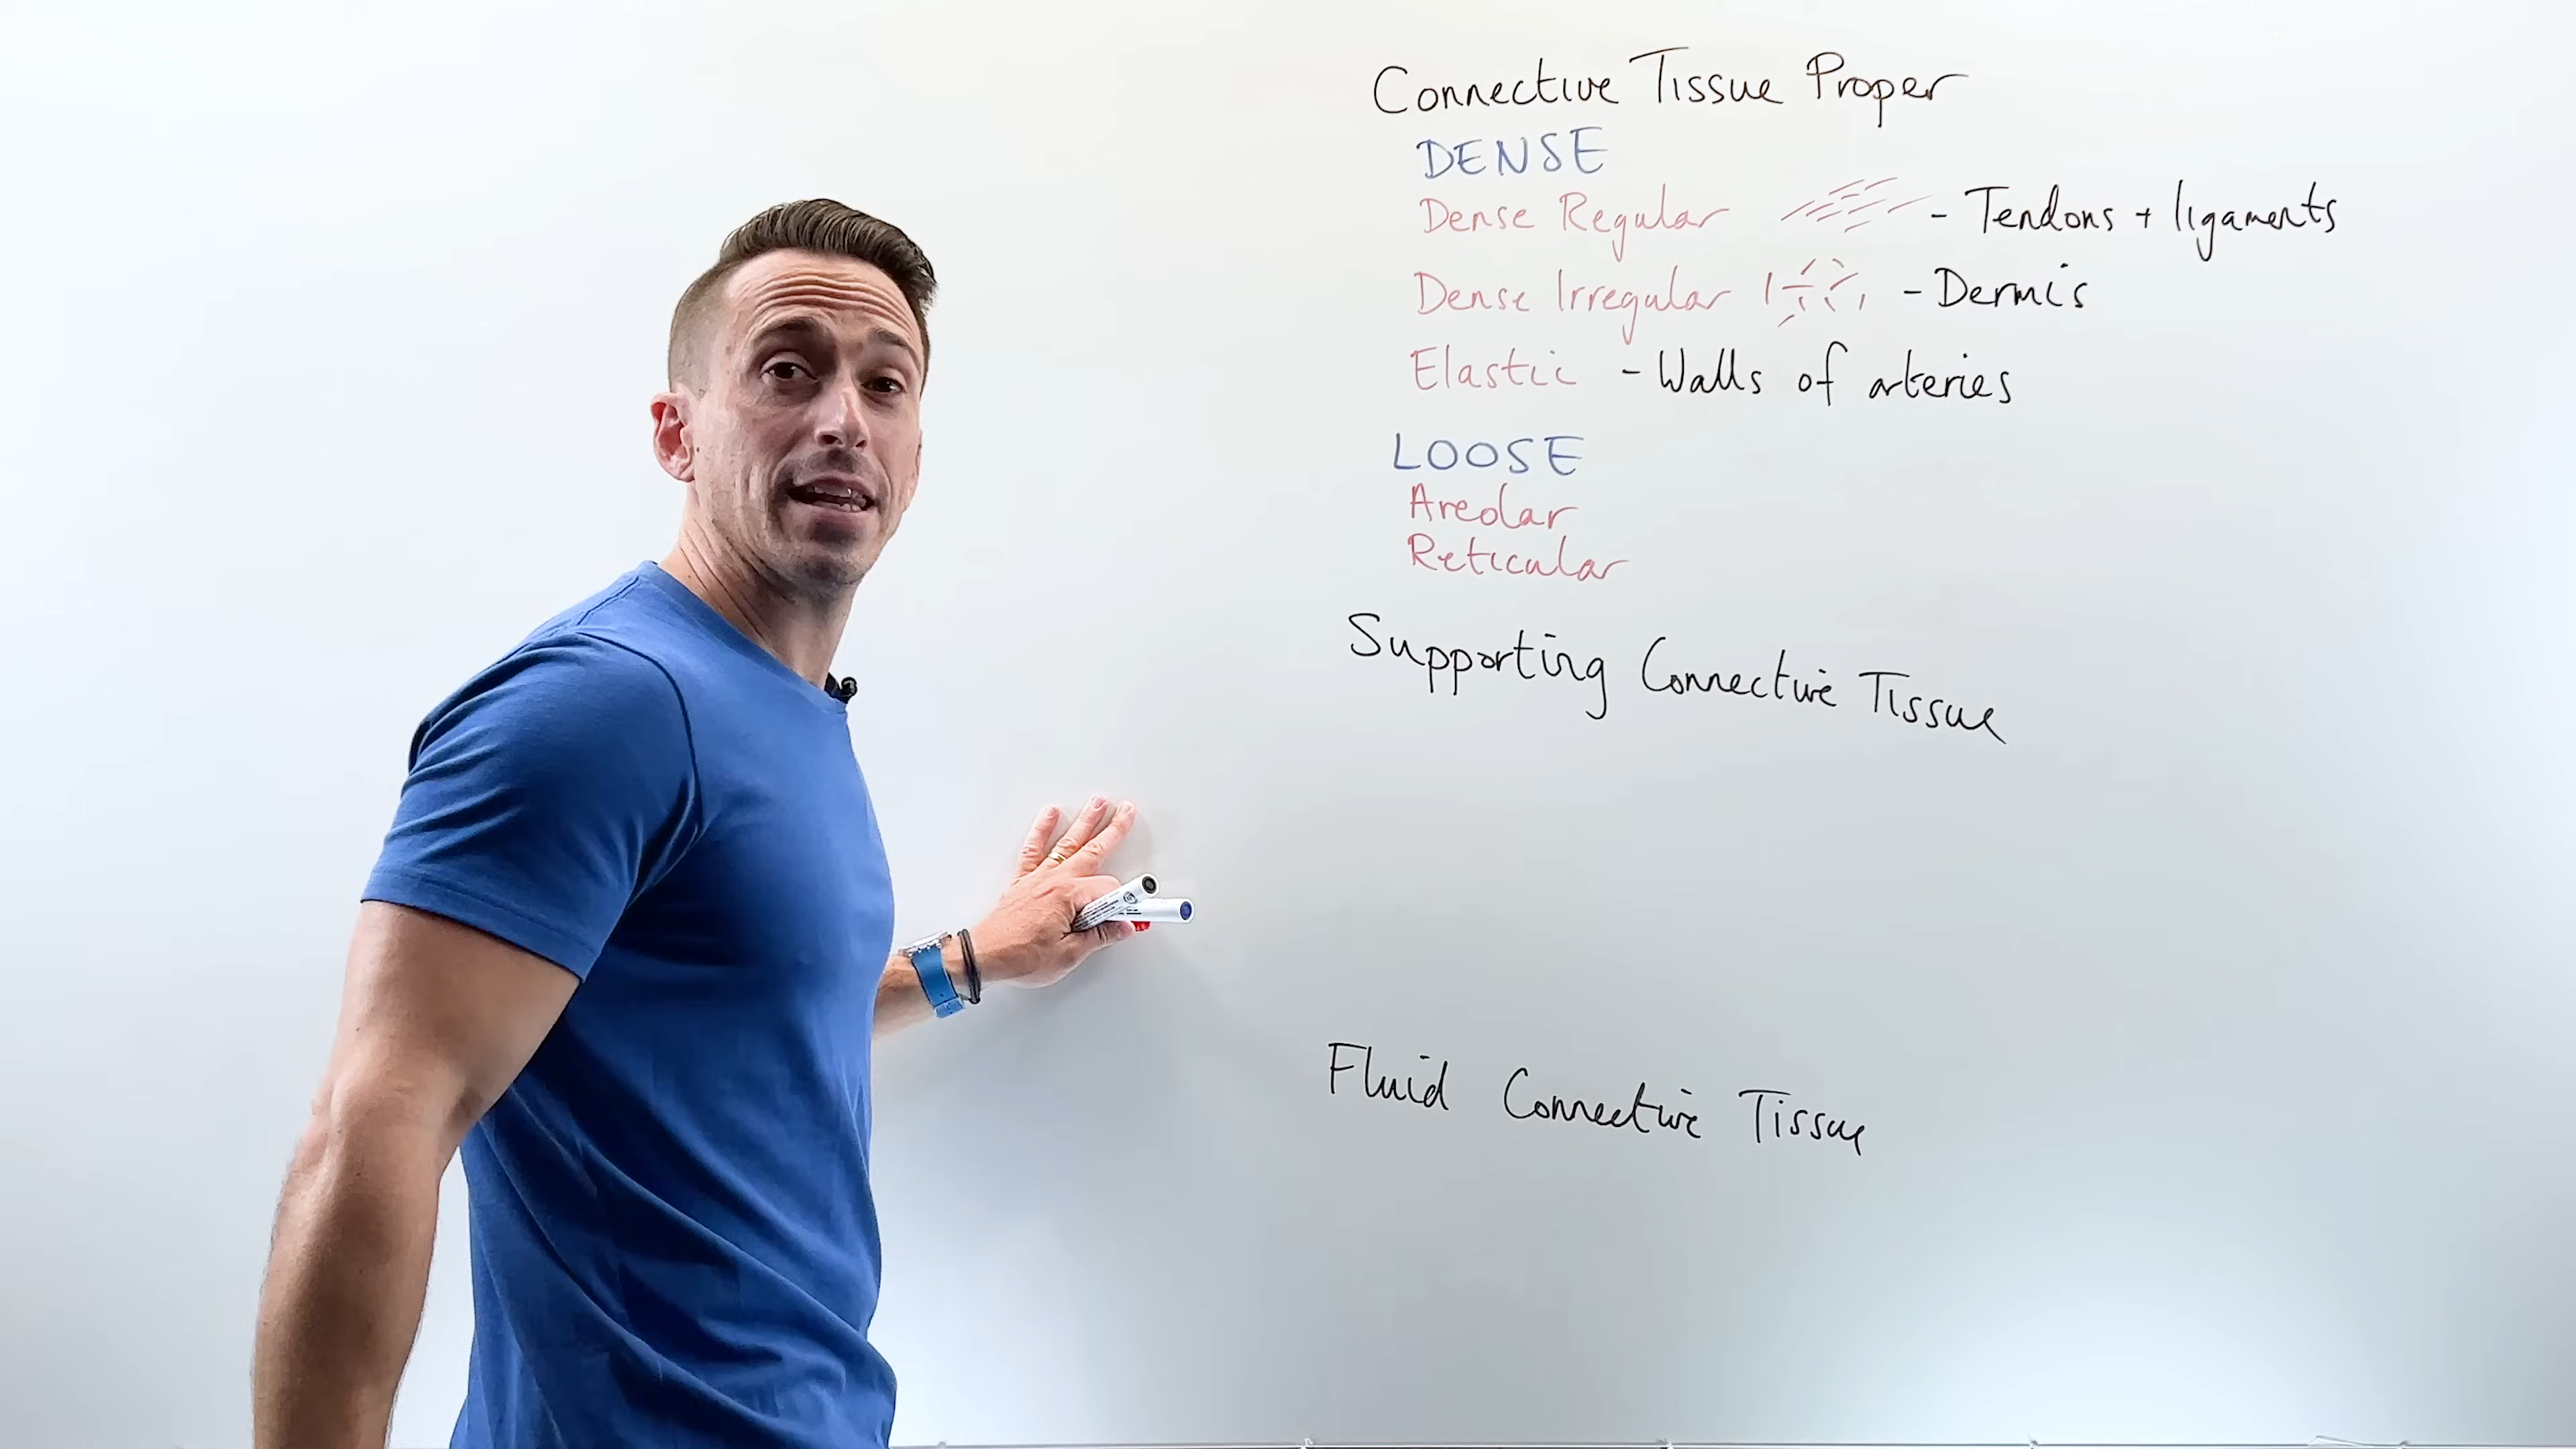 Connective Tissue Proper
DENSE
Dense Regular - Tendons + ligaments
Dense Irregular - Dermis
Elastic - Walls of arteries
LOOSE
Areolar
Reticular
Supporting Connective Tissue
Fluid Connective Tissue